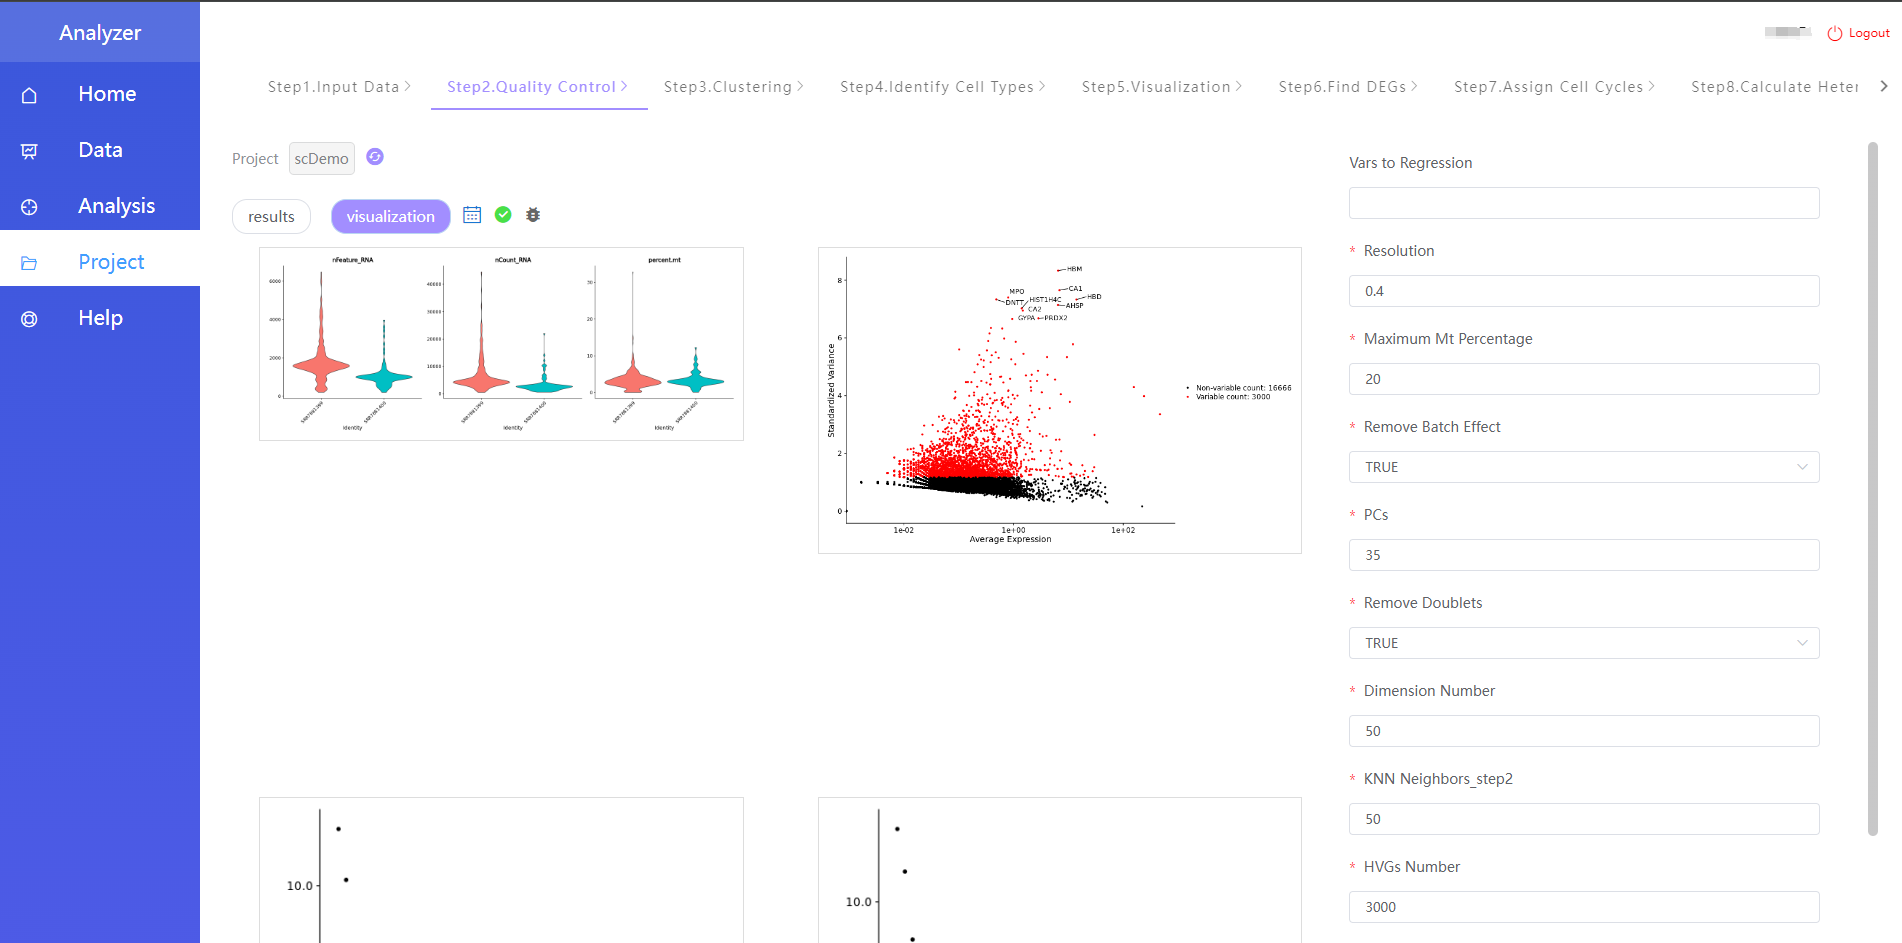 Analyzer
Logout
Home
Data
Analysis
Project
Help
Step1.Input Data
Step2.Quality Control
Step3.Clustering
Step4.Identify Cell Types
Step5.Visualization
Step6.Find DEGs
Step7.Assign Cell Cycles
Step8.Calculate Heter
Project scDemo
results visualization
nFeature_RNA
6000
4000
2000
0
Identity
nCount_RNA
40000
30000
20000
10000
0
Identity
percent.mt
30
20
10
0
Identity
Standardized Variance
8
6
4
2
0
HBM
CA1
HBD
MPO
HIST1H4C
DNTT
AHSP
CA2
GYPA
PRDX2
Non-variable count: 16666
Variable count: 3000
1e-02
1e+00
1e+02
Average Expression
10.0
10.0
Vars to Regression
* Resolution
0.4
* Maximum Mt Percentage
20
* Remove Batch Effect
TRUE
* PCs
35
* Remove Doublets
TRUE
* Dimension Number
50
* KNN Neighbors_step2
50
* HVGs Number
3000